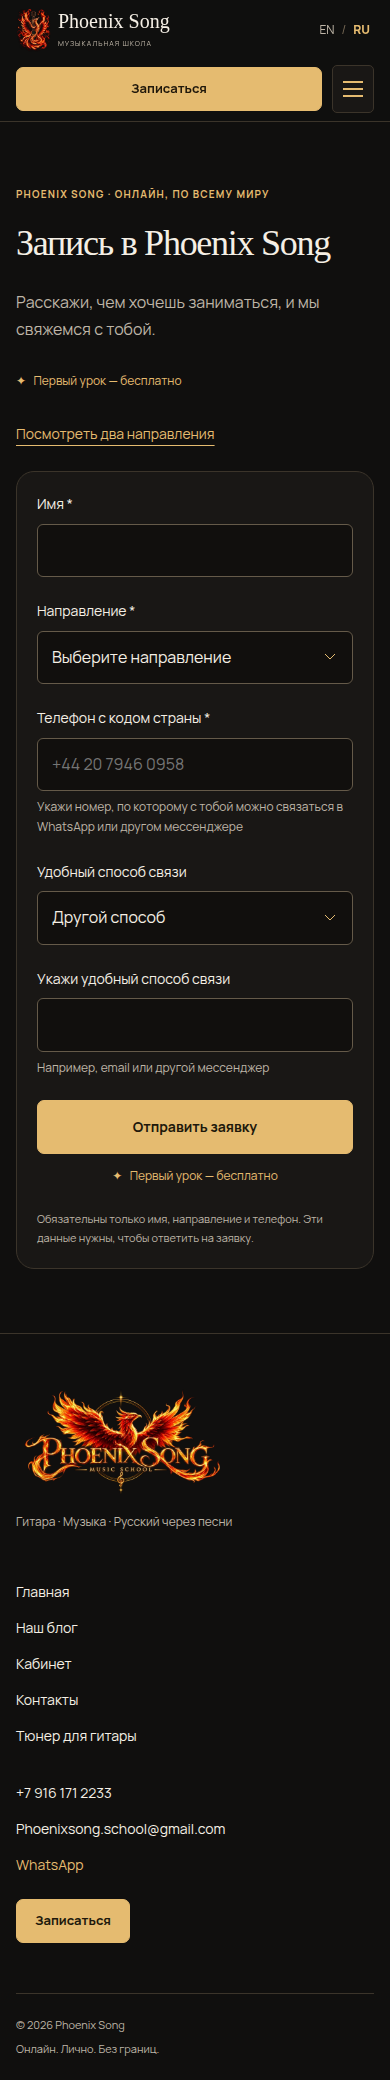 Phoenix Song
МУЗЫКАЛЬНАЯ ШКОЛА
EN / RU
Записаться
PHOENIX SONG · ОНЛАЙН, ПО ВСЕМУ МИРУ
Запись в Phoenix Song
Расскажи, чем хочешь заниматься, и мы
свяжемся с тобой.
✦ Первый урок — бесплатно
Посмотреть два направления
Имя *
Направление *
Выберите направление
Телефон с кодом страны *
+44 20 7946 0958
Укажи номер, по которому с тобой можно связаться в
WhatsApp или другом мессенджере
Удобный способ связи
Другой способ
Укажи удобный способ связи
Например, email или другой мессенджер
Отправить заявку
✦ Первый урок — бесплатно
Обязательны только имя, направление и телефон. Эти
данные нужны, чтобы ответить на заявку.
PHOENIX SONG
MUSIC SCHOOL
Гитара · Музыка · Русский через песни
Главная
Наш блог
Кабинет
Контакты
Тюнер для гитары
+7 916 171 2233
Phoenixsong.school@gmail.com
WhatsApp
Записаться
© 2026 Phoenix Song
Онлайн. Лично. Без границ.